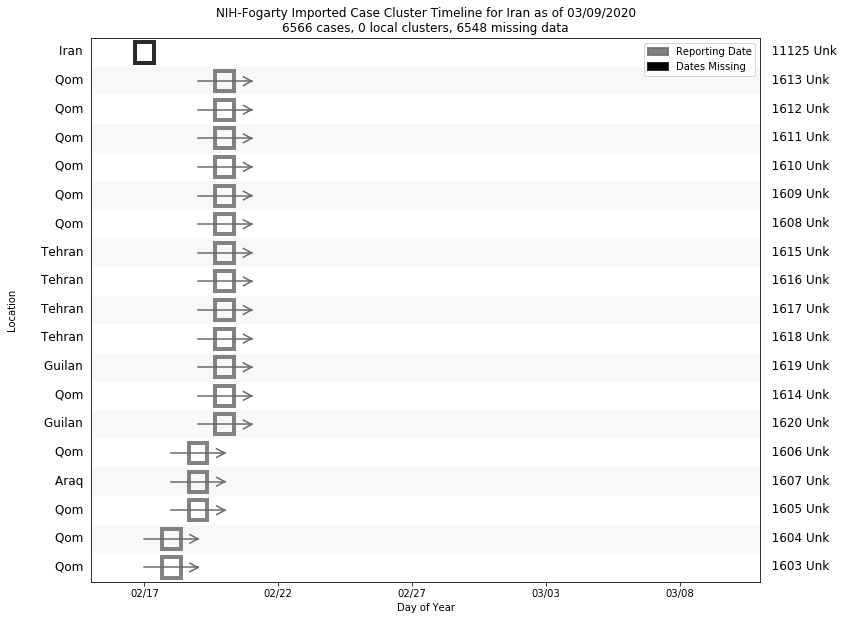 NIH-Fogarty Imported Case Cluster Timeline for Iran as of 03/09/2020
6566 cases, 0 local clusters, 6548 missing data
Reporting Date
Dates Missing
Iran 11125 Unk
Qom 1613 Unk
Qom 1612 Unk
Qom 1611 Unk
Qom 1610 Unk
Qom 1609 Unk
Qom 1608 Unk
Tehran 1615 Unk
Tehran 1616 Unk
Tehran 1617 Unk
Tehran 1618 Unk
Guilan 1619 Unk
Qom 1614 Unk
Guilan 1620 Unk
Qom 1606 Unk
Araq 1607 Unk
Qom 1605 Unk
Qom 1604 Unk
Qom 1603 Unk
Location
02/17 02/22 02/27 03/03 03/08
Day of Year